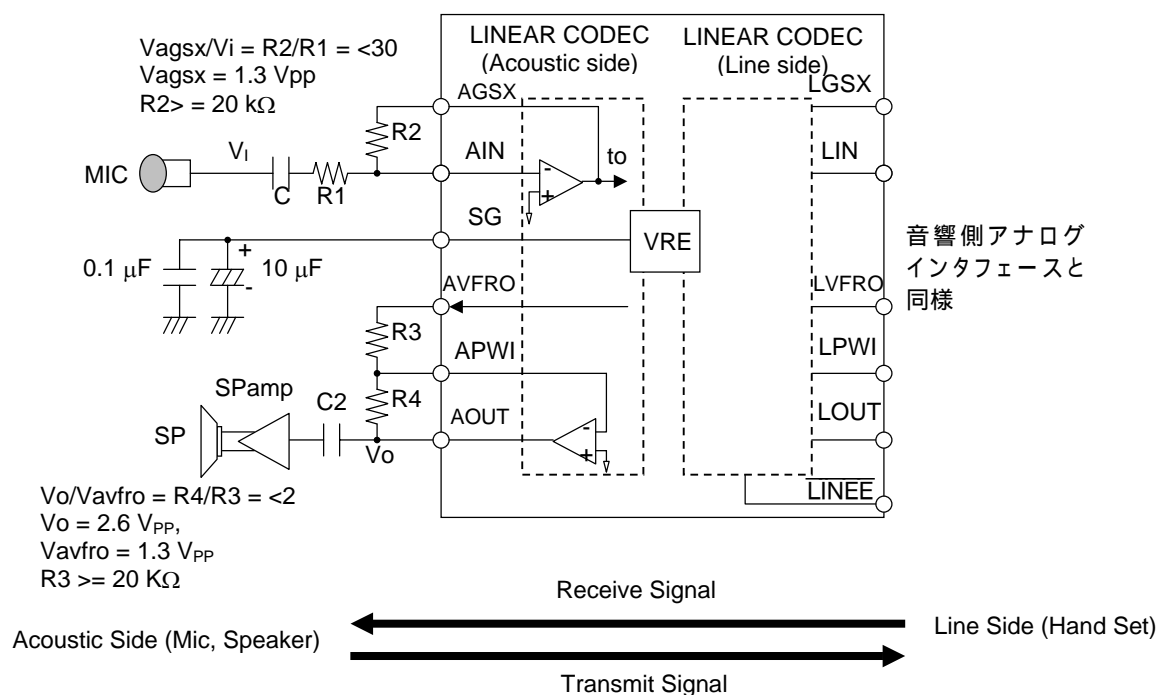 Vagsx/Vi = R2/R1 = <30
Vagsx = 1.3 Vpp
R2> = 20 kΩ
LINEAR CODEC
(Acoustic side)
LINEAR CODEC
(Line side)
AGSX
LGSX
R2
VI
AIN
to
LIN
MIC
C
R1
-
+
SG
VRE
音響側アナログ
インタフェースと
同様
0.1 μF
+
-
10 μF
AVFRO
LVFRO
R3
APWI
LPWI
SPamp
C2
R4
AOUT
-
+
LOUT
SP
Vo
LINEE
Vo/Vavfro = R4/R3 = <2
Vo = 2.6 VPP,
Vavfro = 1.3 VPP
R3 >= 20 KΩ
Receive Signal
Acoustic Side (Mic, Speaker)
Line Side (Hand Set)
Transmit Signal